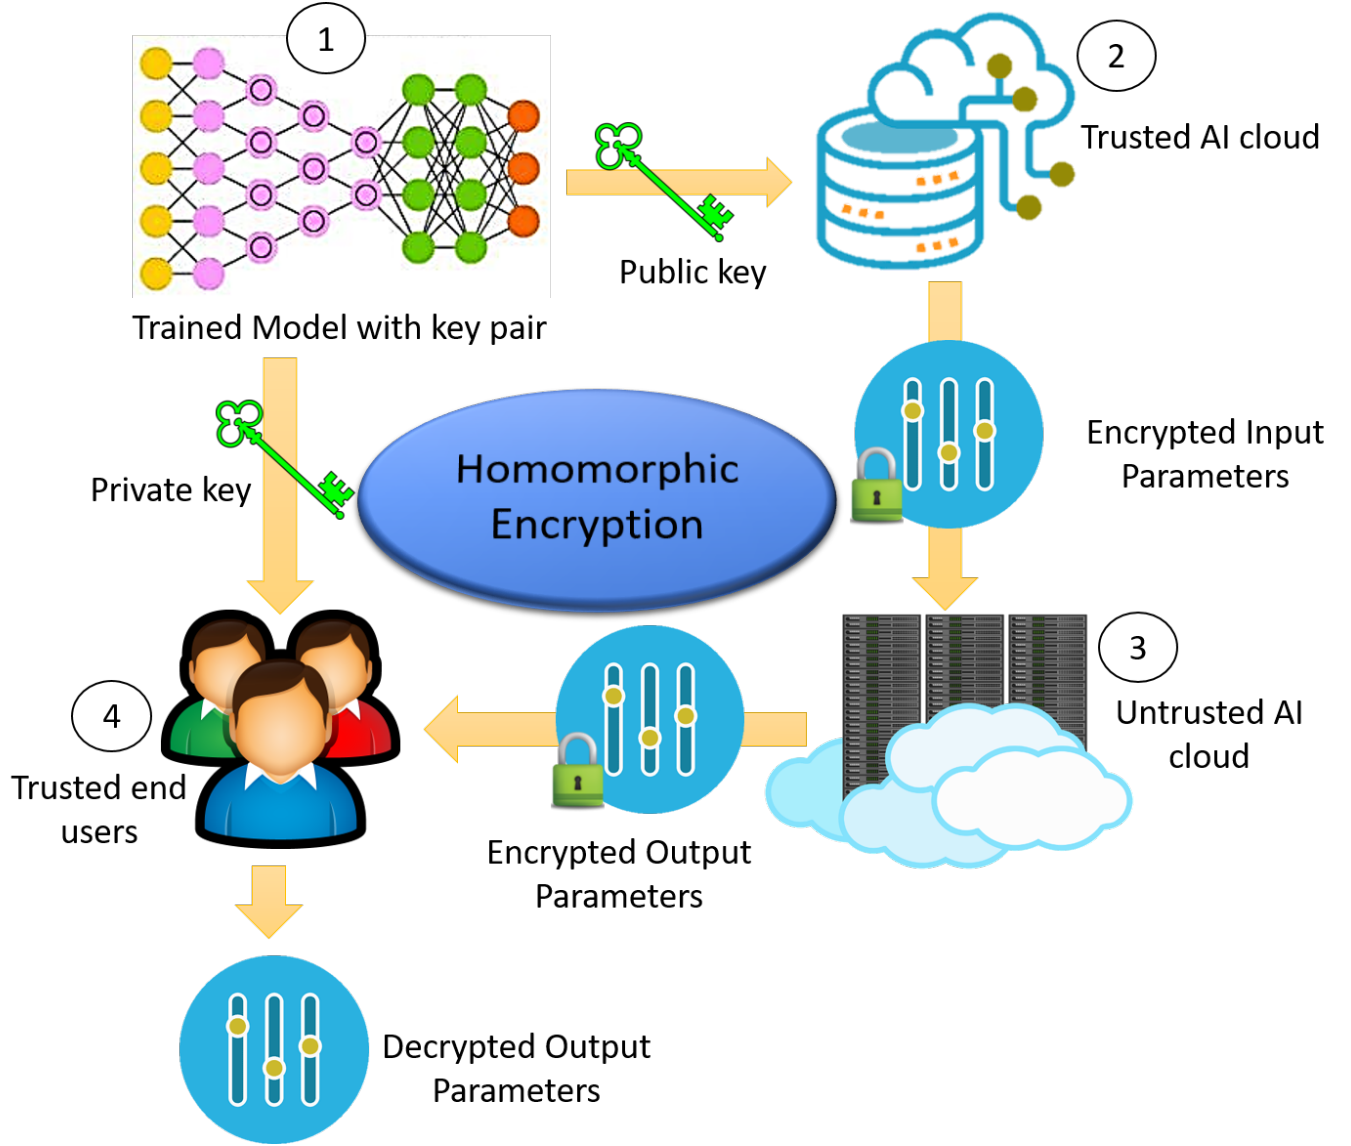 1
2
Trusted AI cloud
Public key
Trained Model with key pair
Private key
Homomorphic
Encryption
Encrypted Input
Parameters
3
Untrusted AI
cloud
4
Trusted end
users
Encrypted Output
Parameters
Decrypted Output
Parameters